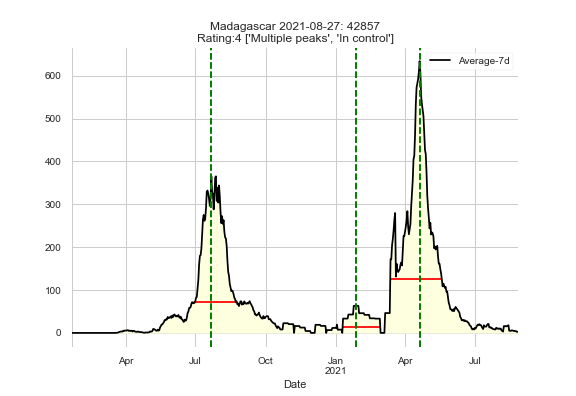 Madagascar 2021-08-27: 42857
Rating:4 ['Multiple peaks', 'In control']
Average-7d
600
500
400
300
200
100
0
Apr Jul Oct Jan Apr Jul
2021
Date